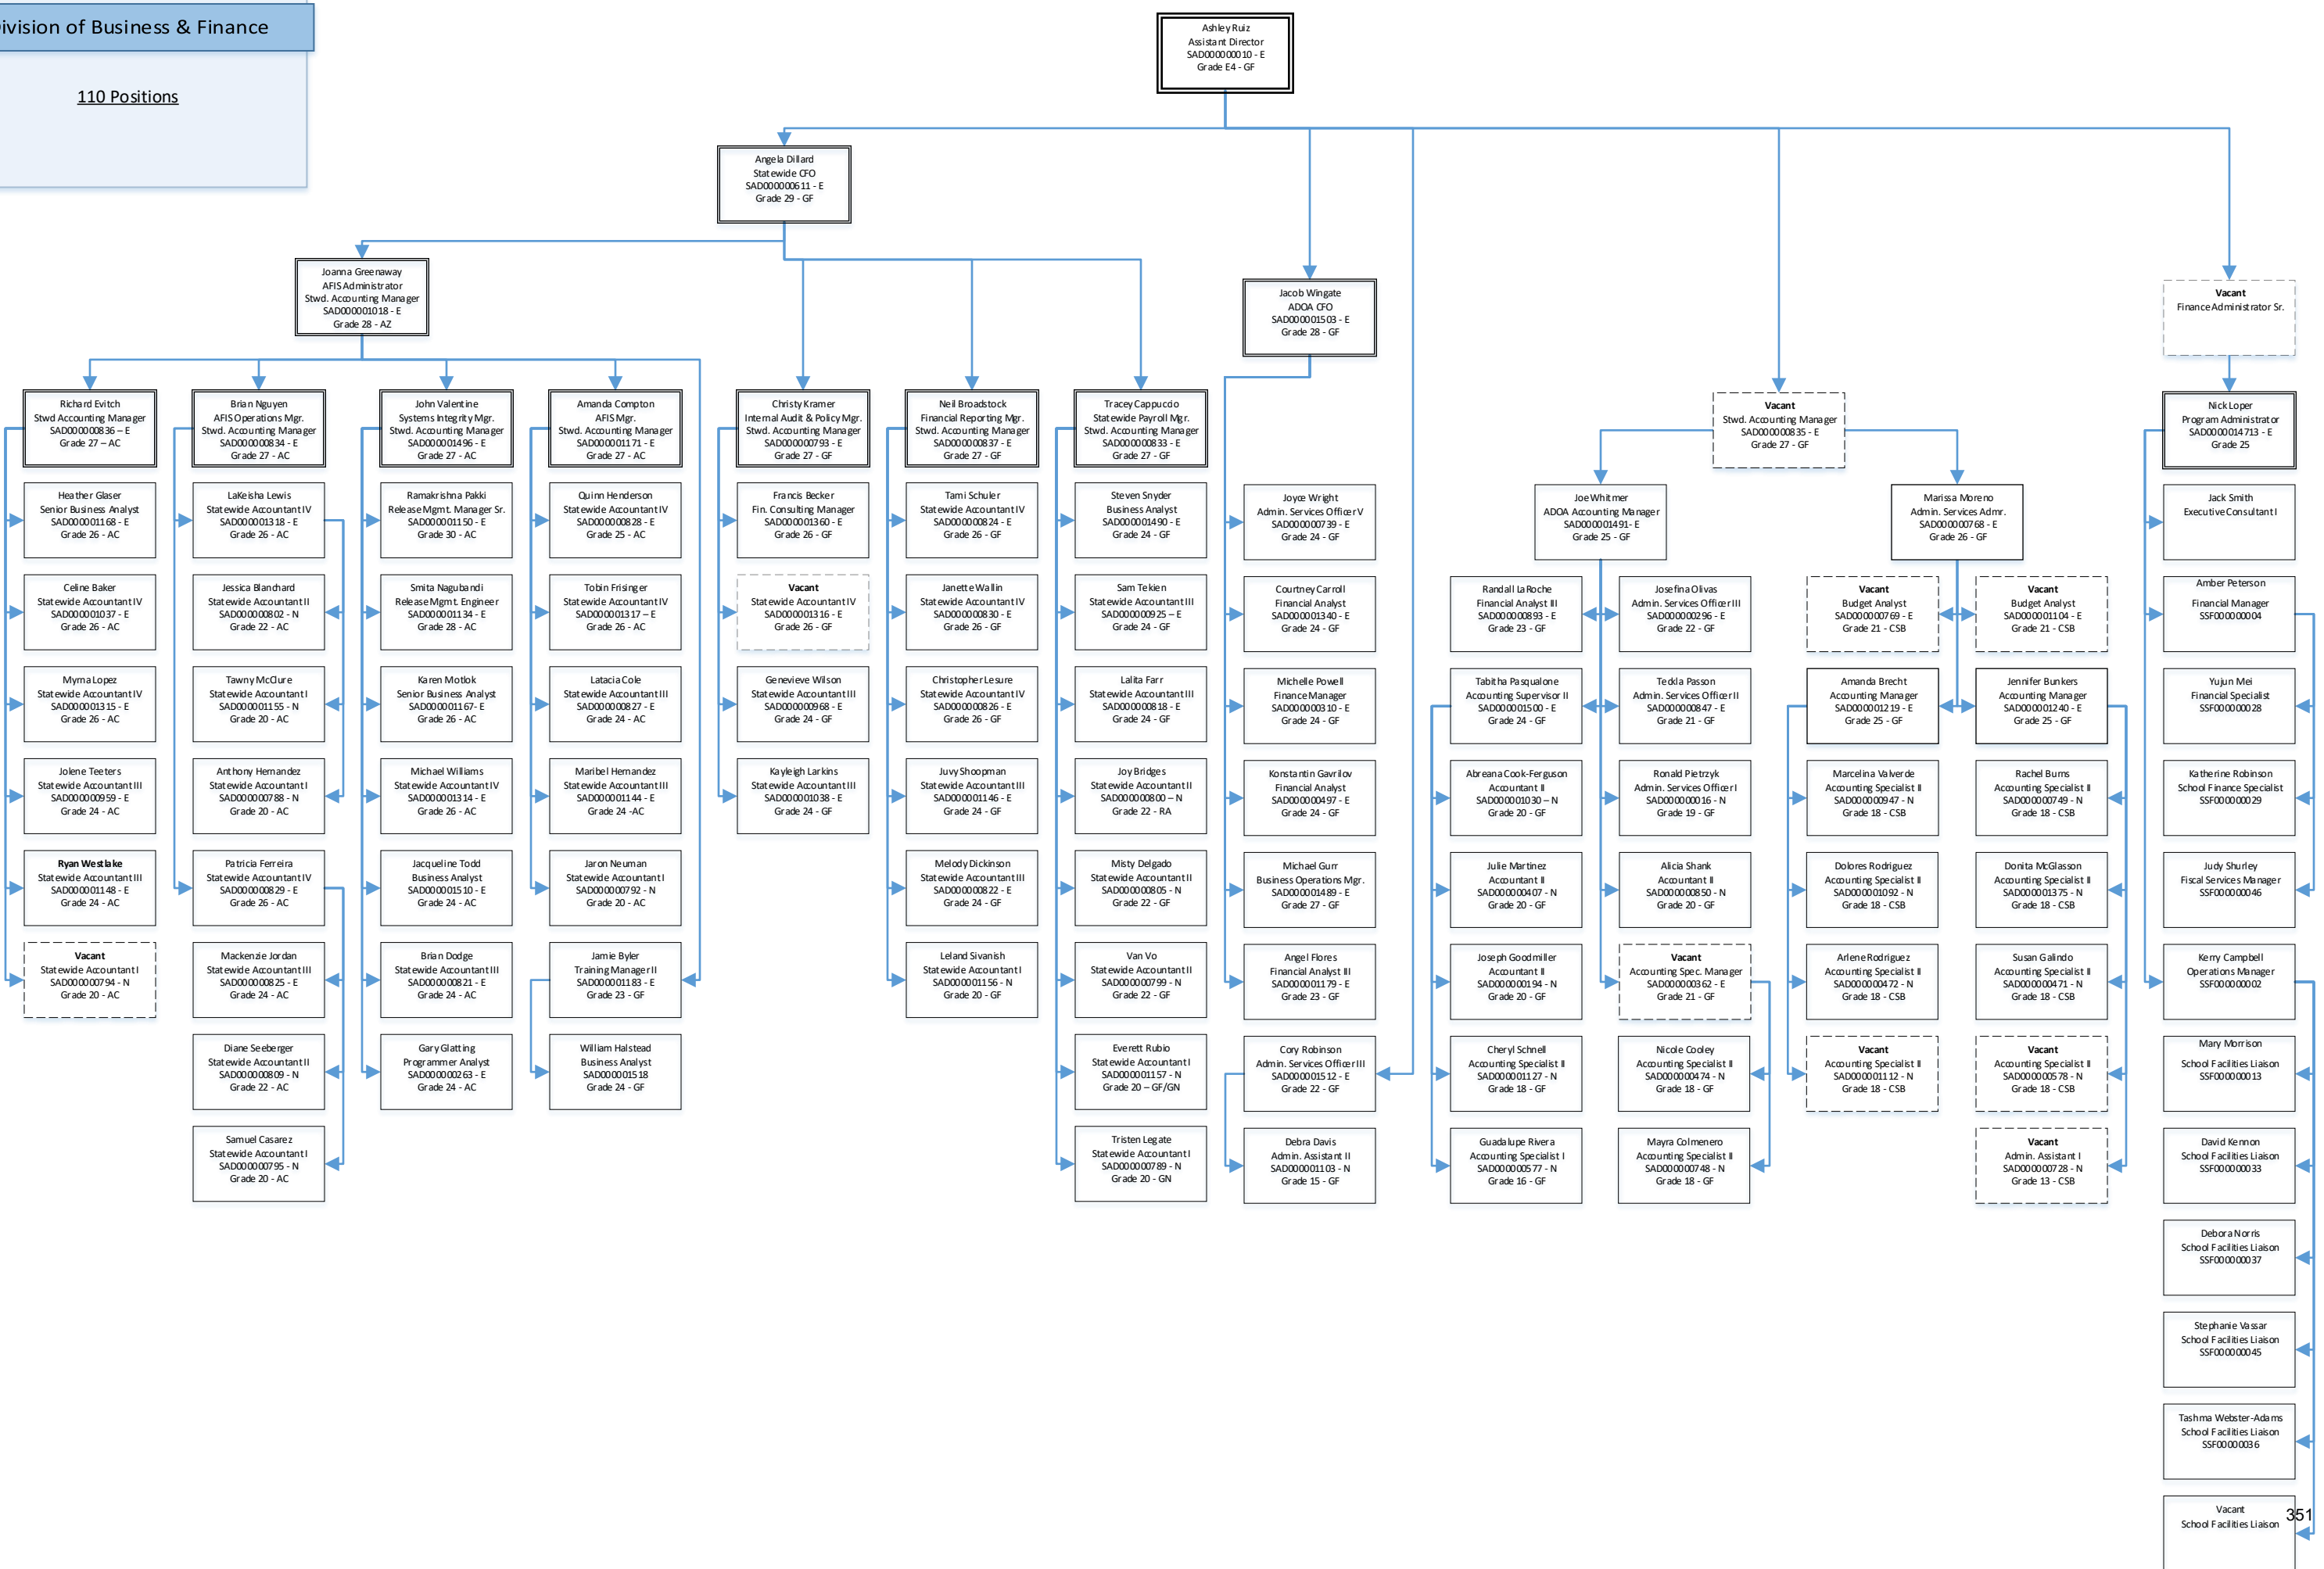 ivision of Business & Finance
110 Positions
Ashley Ruiz
Assistant Director
SAD000000010 - E
Grade E4 - GF
Angela Dillard
Statewide CFO
SAD000000611 - E
Grade 29 - GF
Joanna Greenaway
AFIS Administrator
Stwd. Accounting Manager
SAD000001018 - E
Grade 28 - AZ
Jacob Wingate
ADOA CFO
SAD000001503 - E
Grade 28 - GF
Vacant
Finance Administrator Sr.
Richard Evitch
Stwd Accounting Manager
SAD000000836 – E
Grade 27 – AC
Heather Glaser
Senior Business Analyst
SAD000001168 - E
Grade 26 - AC
Celine Baker
Statewide Accountant IV
SAD000001037 - E
Grade 26 - AC
Myrna Lopez
Statewide Accountant IV
SAD000001315 - E
Grade 26 - AC
Jolene Teeters
Statewide Accountant III
SAD000000959 - E
Grade 24 - AC
Ryan Westlake
Statewide Accountant III
SAD000001148 - E
Grade 24 - AC
Vacant
Statewide Accountant I
SAD000000794 - N
Grade 20 - AC
Brian Nguyen
AFIS Operations Mgr.
Stwd. Accounting Manager
SAD000000834 - E
Grade 27 - AC
LaKeisha Lewis
Statewide Accountant IV
SAD000001318 - E
Grade 26 - AC
Jessica Blanchard
Statewide Accountant II
SAD000000802 - N
Grade 22 - AC
Tawny McClure
Statewide Accountant I
SAD000001155 - N
Grade 20 - AC
Anthony Hernandez
Statewide Accountant I
SAD000000788 - N
Grade 20 - AC
Patricia Ferreira
Statewide Accountant IV
SAD000000829 - E
Grade 26 - AC
Mackenzie Jordan
Statewide Accountant III
SAD000000825 - E
Grade 24 - AC
Diane Seeberger
Statewide Accountant II
SAD000000809 - N
Grade 22 - AC
Samuel Casarez
Statewide Accountant I
SAD000000795 - N
Grade 20 - AC
John Valentine
Systems Integrity Mgr.
Stwd. Accounting Manager
SAD000001496 - E
Grade 27 - AC
Ramakrishna Pakki
Release Mgmt. Manager Sr.
SAD000001150 - E
Grade 30 - AC
Smita Nagubandi
Release Mgmt. Engineer
SAD000001134 - E
Grade 28 - AC
Karen Motlok
Senior Business Analyst
SAD000001167- E
Grade 26 - AC
Michael Williams
Statewide Accountant IV
SAD000001314 - E
Grade 26 - AC
Jacqueline Todd
Business Analyst
SAD000001510 - E
Grade 24 - AC
Brian Dodge
Statewide Accountant III
SAD000000821 - E
Grade 24 - AC
Gary Glatting
Programmer Analyst
SAD000000263 - E
Grade 24 - AC
Amanda Compton
AFIS Mgr.
Stwd. Accounting Manager
SAD000001171 - E
Grade 27 - AC
Quinn Henderson
Statewide Accountant IV
SAD000000828 - E
Grade 25 - AC
Tobin Frisinger
Statewide Accountant IV
SAD000001317 – E
Grade 26 - AC
Latacia Cole
Statewide Accountant III
SAD000000827 - E
Grade 24 - AC
Maribel Hernandez
Statewide Accountant III
SAD000001144 - E
Grade 24 -AC
Jaron Neuman
Statewide Accountant I
SAD000000792 - N
Grade 20 - AC
Jamie Byler
Training Manager II
SAD000001183 - E
Grade 23 - GF
William Halstead
Business Analyst
SAD000001518
Grade 24 - GF
Christy Kramer
Internal Audit & Policy Mgr.
Stwd. Accounting Manager
SAD000000793 - E
Grade 27 - GF
Francis Becker
Fin. Consulting Manager
SAD000001360 - E
Grade 26 - GF
Vacant
Statewide Accountant IV
SAD000001316 - E
Grade 26 - GF
Genevieve Wilson
Statewide Accountant III
SAD000000968 - E
Grade 24 - GF
Kayleigh Larkins
Statewide Accountant III
SAD000001038 - E
Grade 24 - GF
Neil Broadstock
Financial Reporting Mgr.
Stwd. Accounting Manager
SAD000000837 - E
Grade 27 - GF
Tami Schuler
Statewide Accountant IV
SAD000000824 - E
Grade 26 - GF
Janette Wallin
Statewide Accountant IV
SAD000000830 - E
Grade 26 - GF
Christopher Lesure
Statewide Accountant IV
SAD000000826 - E
Grade 26 - GF
Juvy Shoopman
Statewide Accountant III
SAD000001146 - E
Grade 24 - GF
Melody Dickinson
Statewide Accountant III
SAD000000822 - E
Grade 24 - GF
Leland Sivanish
Statewide Accountant I
SAD000001156 - N
Grade 20 - GF
Tracey Cappuccio
Statewide Payroll Mgr.
Stwd. Accounting Manager
SAD000000833 - E
Grade 27 - GF
Steven Snyder
Business Analyst
SAD000001490 - E
Grade 24 - GF
Sam Tekien
Statewide Accountant III
SAD000000925 – E
Grade 24 - GF
Lalita Farr
Statewide Accountant III
SAD000000818 - E
Grade 24 - GF
Joy Bridges
Statewide Accountant II
SAD000000800 – N
Grade 22 - RA
Misty Delgado
Statewide Accountant II
SAD000000805 - N
Grade 22 - GF
Van Vo
Statewide Accountant II
SAD000000799 - N
Grade 22 - GF
Everett Rubio
Statewide Accountant I
SAD000001157 - N
Grade 20 – GF/GN
Tristen Legate
Statewide Accountant I
SAD000000789 - N
Grade 20 - GN
Joyce Wright
Admin. Services Officer V
SAD000000739 - E
Grade 24 - GF
Courtney Carroll
Financial Analyst
SAD000001340 - E
Grade 24 - GF
Michelle Powell
Finance Manager
SAD000000310 - E
Grade 24 - GF
Konstantin Gavrilov
Financial Analyst
SAD000000497 - E
Grade 24 - GF
Michael Gurr
Business Operations Mgr.
SAD000001489 - E
Grade 27 - GF
Angel Flores
Financial Analyst III
SAD000001179 - E
Grade 23 - GF
Cory Robinson
Admin. Services Officer III
SAD000001512 - E
Grade 22 - GF
Debra Davis
Admin. Assistant II
SAD000001103 - N
Grade 15 - GF
Vacant
Stwd. Accounting Manager
SAD000000835 - E
Grade 27 - GF
Joe Whitmer
ADOA Accounting Manager
SAD000001491- E
Grade 25 - GF
Randall LaRoche
Financial Analyst III
SAD000000893 - E
Grade 23 - GF
Tabitha Pasqualone
Accounting Supervisor II
SAD000001500 - E
Grade 24 - GF
Abreana Cook-Ferguson
Accountant II
SAD000001030 – N
Grade 20 - GF
Julie Martinez
Accountant II
SAD000000407 - N
Grade 20 - GF
Joseph Goodmiller
Accountant II
SAD000000194 - N
Grade 20 - GF
Cheryl Schnell
Accounting Specialist II
SAD000001127 - N
Grade 18 - GF
Guadalupe Rivera
Accounting Specialist I
SAD000000577 - N
Grade 16 - GF
Josefina Olivas
Admin. Services Officer III
SAD000000296 - E
Grade 22 - GF
Teckla Passon
Admin. Services Officer II
SAD000000847 - E
Grade 21 - GF
Ronald Pietrzyk
Admin. Services Officer I
SAD000000016 - N
Grade 19 - GF
Alicia Shank
Accountant II
SAD000000850 - N
Grade 20 - GF
Vacant
Accounting Spec. Manager
SAD000000362 - E
Grade 21 - GF
Nicole Cooley
Accounting Specialist II
SAD000000474 - N
Grade 18 - GF
Mayra Colmenero
Accounting Specialist II
SAD000000748 - N
Grade 18 - GF
Marissa Moreno
Admin. Services Admr.
SAD000000768 - E
Grade 26 - GF
Vacant
Budget Analyst
SAD000000769 - E
Grade 21 - CSB
Amanda Brecht
Accounting Manager
SAD000001219 - E
Grade 25 - GF
Marcelina Valverde
Accounting Specialist II
SAD000000947 - N
Grade 18 - CSB
Dolores Rodriguez
Accounting Specialist II
SAD000001092 - N
Grade 18 - CSB
Arlene Rodriguez
Accounting Specialist II
SAD000000472 - N
Grade 18 - CSB
Vacant
Accounting Specialist II
SAD000001112 - N
Grade 18 - CSB
Vacant
Budget Analyst
SAD000001104 - E
Grade 21 - CSB
Jennifer Bunkers
Accounting Manager
SAD000001240 - E
Grade 25 - GF
Rachel Burns
Accounting Specialist II
SAD000000749 - N
Grade 18 - CSB
Donita McGlasson
Accounting Specialist II
SAD000001375 - N
Grade 18 - CSB
Susan Galindo
Accounting Specialist II
SAD000000471 - N
Grade 18 - CSB
Vacant
Accounting Specialist II
SAD000000578 - N
Grade 18 - CSB
Vacant
Admin. Assistant I
SAD000000728 - N
Grade 13 - CSB
Nick Loper
Program Administrator
SAD0000014713 - E
Grade 25
Jack Smith
Executive Consultant I
Amber Peterson
Financial Manager
SSF000000004
Yujun Mei
Financial Specialist
SSF000000028
Katherine Robinson
School Finance Specialist
SSF000000029
Judy Shurley
Fiscal Services Manager
SSF000000046
Kerry Campbell
Operations Manager
SSF000000002
Mary Morrison
School Facilities Liaison
SSF000000013
David Kennon
School Facilities Liaison
SSF000000033
Debora Norris
School Facilities Liaison
SSF000000037
Stephanie Vassar
School Facilities Liaison
SSF000000045
Tashma Webster-Adams
School Facilities Liaison
SSF00000036
Vacant
School Facilities Liaison
351